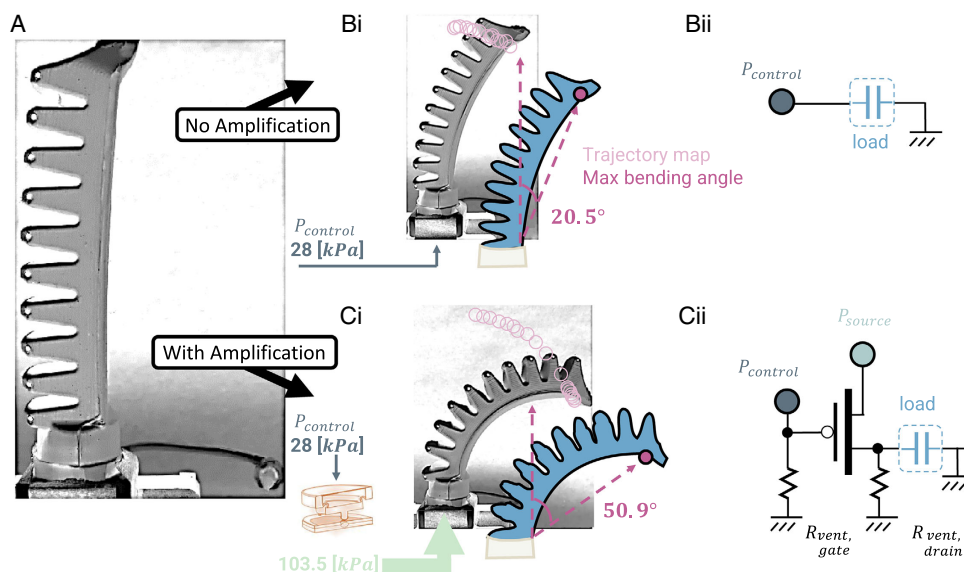 A
Bi
Bii
No Amplification
P_control
28 [kPa]
Trajectory map
Max bending angle
20.5°
P_control
load
With Amplification
P_control
28 [kPa]
103.5 [kPa]
Ci
50.9°
Cii
P_source
P_control
load
R_vent,
gate
R_vent,
drain